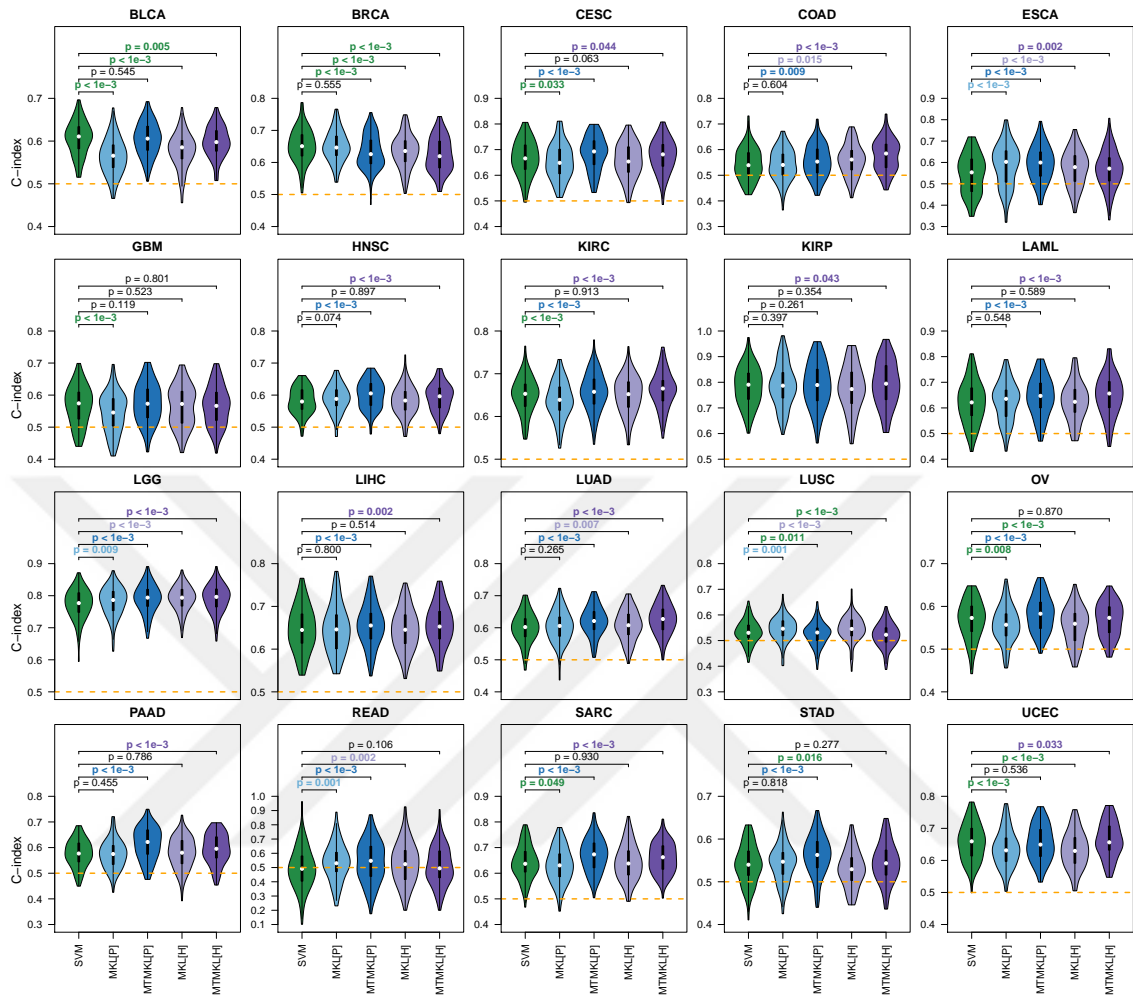 BLCA BRCA CESC COAD ESCA
p = 0.005
p < 1e−3
p = 0.545
p < 1e−3
C−index
0.7
0.6
0.5
0.4
p < 1e−3
p < 1e−3
p < 1e−3
p = 0.555
0.8
0.7
0.6
0.5
0.4
p = 0.044
p = 0.063
p < 1e−3
p = 0.033
0.9
0.8
0.7
0.6
0.5
0.4
p < 1e−3
p = 0.015
p = 0.009
p = 0.604
0.8
0.7
0.6
0.5
0.4
0.3
p = 0.002
p < 1e−3
p < 1e−3
p < 1e−3
0.9
0.8
0.7
0.6
0.5
0.4
0.3
GBM HNSC KIRC KIRP LAML
p = 0.801
p = 0.523
p = 0.119
p < 1e−3
C−index
0.8
0.7
0.6
0.5
0.4
p < 1e−3
p = 0.897
p < 1e−3
p = 0.074
0.8
0.7
0.6
0.5
0.4
p < 1e−3
p = 0.913
p < 1e−3
p < 1e−3
0.8
0.7
0.6
0.5
p = 0.043
p = 0.354
p = 0.261
p = 0.397
1.0
0.9
0.8
0.7
0.6
0.5
p < 1e−3
p = 0.589
p < 1e−3
p = 0.548
0.9
0.8
0.7
0.6
0.5
0.4
LGG LIHC LUAD LUSC OV
p < 1e−3
p < 1e−3
p < 1e−3
p = 0.009
C−index
0.9
0.8
0.7
0.6
0.5
p = 0.002
p = 0.514
p < 1e−3
p = 0.800
0.8
0.7
0.6
0.5
p < 1e−3
p = 0.007
p < 1e−3
p = 0.265
0.8
0.7
0.6
0.5
0.4
p < 1e−3
p < 1e−3
p = 0.011
p = 0.001
0.8
0.7
0.6
0.5
0.4
0.3
p = 0.870
p < 1e−3
p < 1e−3
p = 0.008
0.7
0.6
0.5
0.4
PAAD READ SARC STAD UCEC
p < 1e−3
p = 0.786
p < 1e−3
p = 0.455
C−index
0.8
0.7
0.6
0.5
0.4
0.3
SVM MKL[P] MTMKL[P] MKL[H] MTMKL[H]
p = 0.106
p = 0.002
p < 1e−3
p = 0.001
1.0
0.9
0.8
0.7
0.6
0.5
0.4
0.3
0.2
0.1
SVM MKL[P] MTMKL[P] MKL[H] MTMKL[H]
p < 1e−3
p = 0.930
p < 1e−3
p = 0.049
0.9
0.8
0.7
0.6
0.5
0.4
SVM MKL[P] MTMKL[P] MKL[H] MTMKL[H]
p = 0.277
p = 0.016
p < 1e−3
p = 0.818
0.7
0.6
0.5
0.4
SVM MKL[P] MTMKL[P] MKL[H] MTMKL[H]
p = 0.033
p < 1e−3
p = 0.536
p < 1e−3
0.8
0.7
0.6
0.5
0.4
SVM MKL[P] MTMKL[P] MKL[H] MTMKL[H]